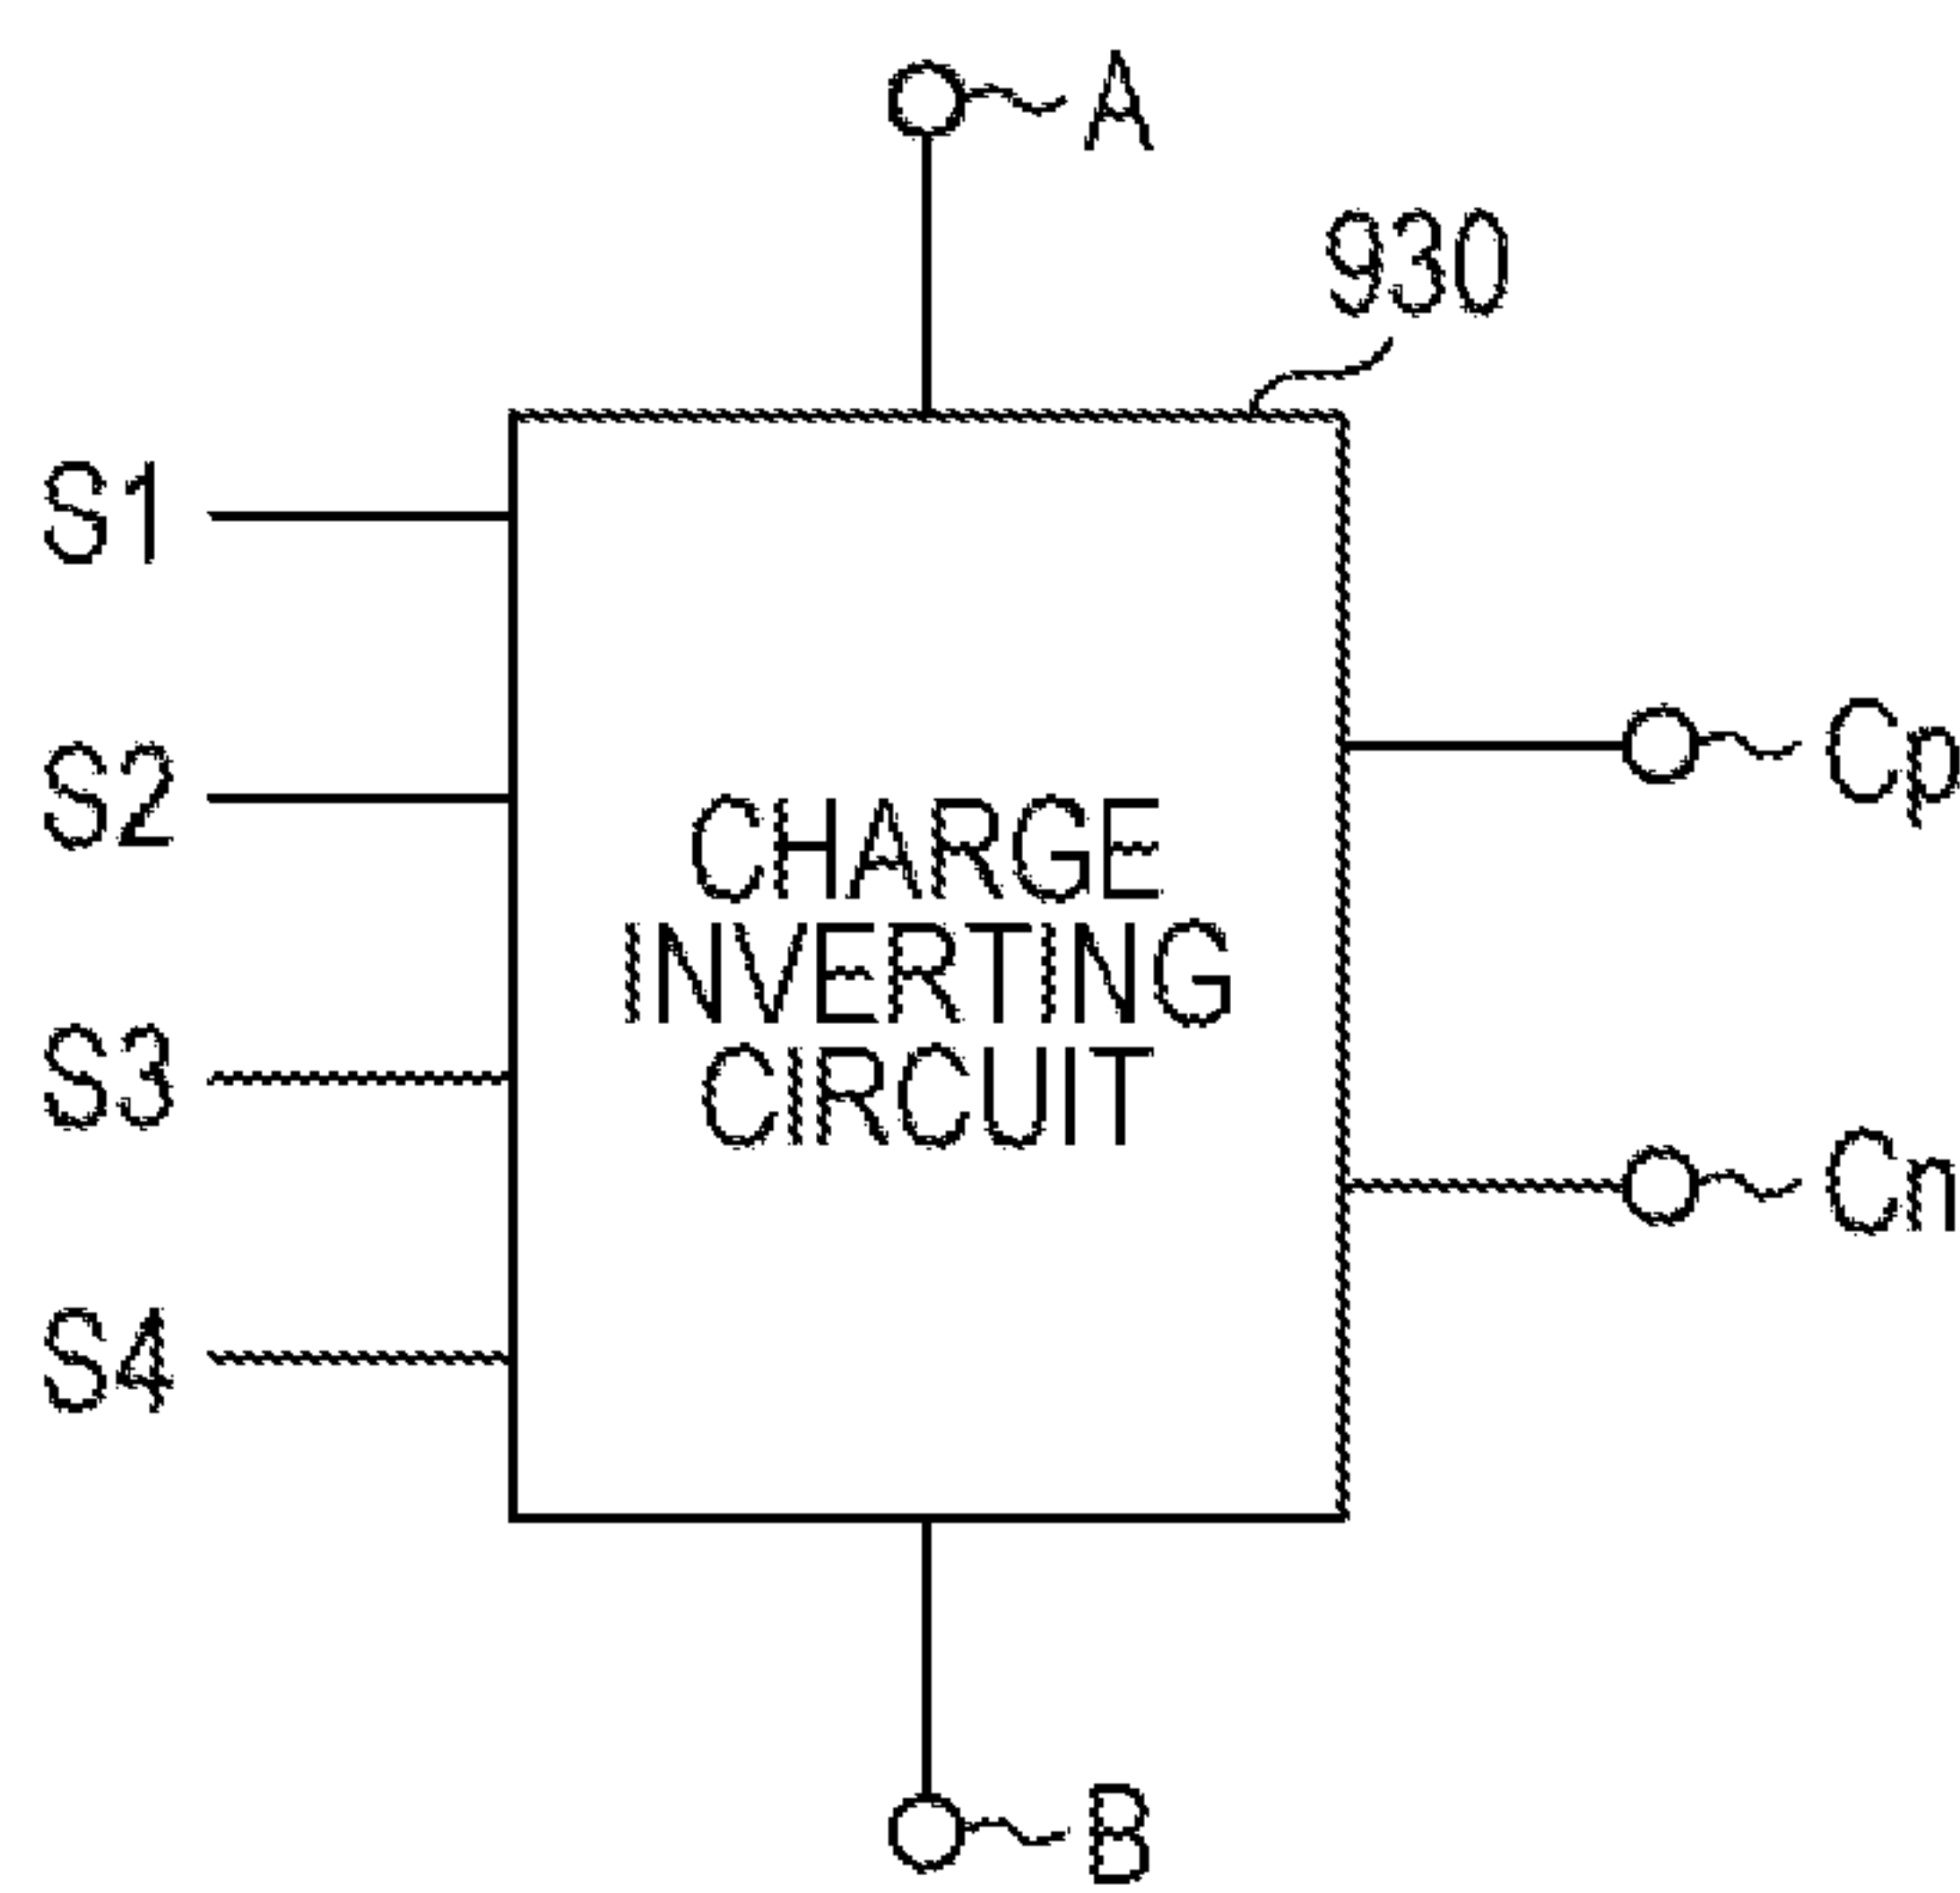 A
930
S1
S2
Cp
CHARGE
INVERTING
CIRCUIT
S3
Cn
S4
B